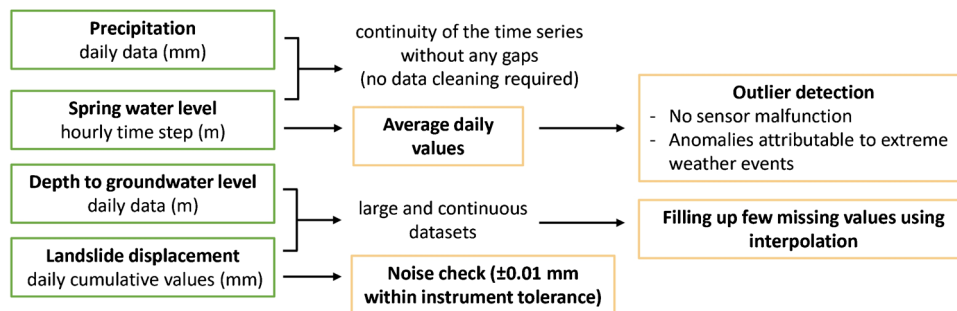 Precipitation
daily data (mm)
continuity of the time series
without any gaps
(no data cleaning required)
Spring water level
hourly time step (m)
Average daily
values
Outlier detection
- No sensor malfunction
- Anomalies attributable to extreme
weather events
Depth to groundwater level
daily data (m)
large and continuous
datasets
Filling up few missing values using
interpolation
Landslide displacement
daily cumulative values (mm)
Noise check (±0.01 mm
within instrument tolerance)